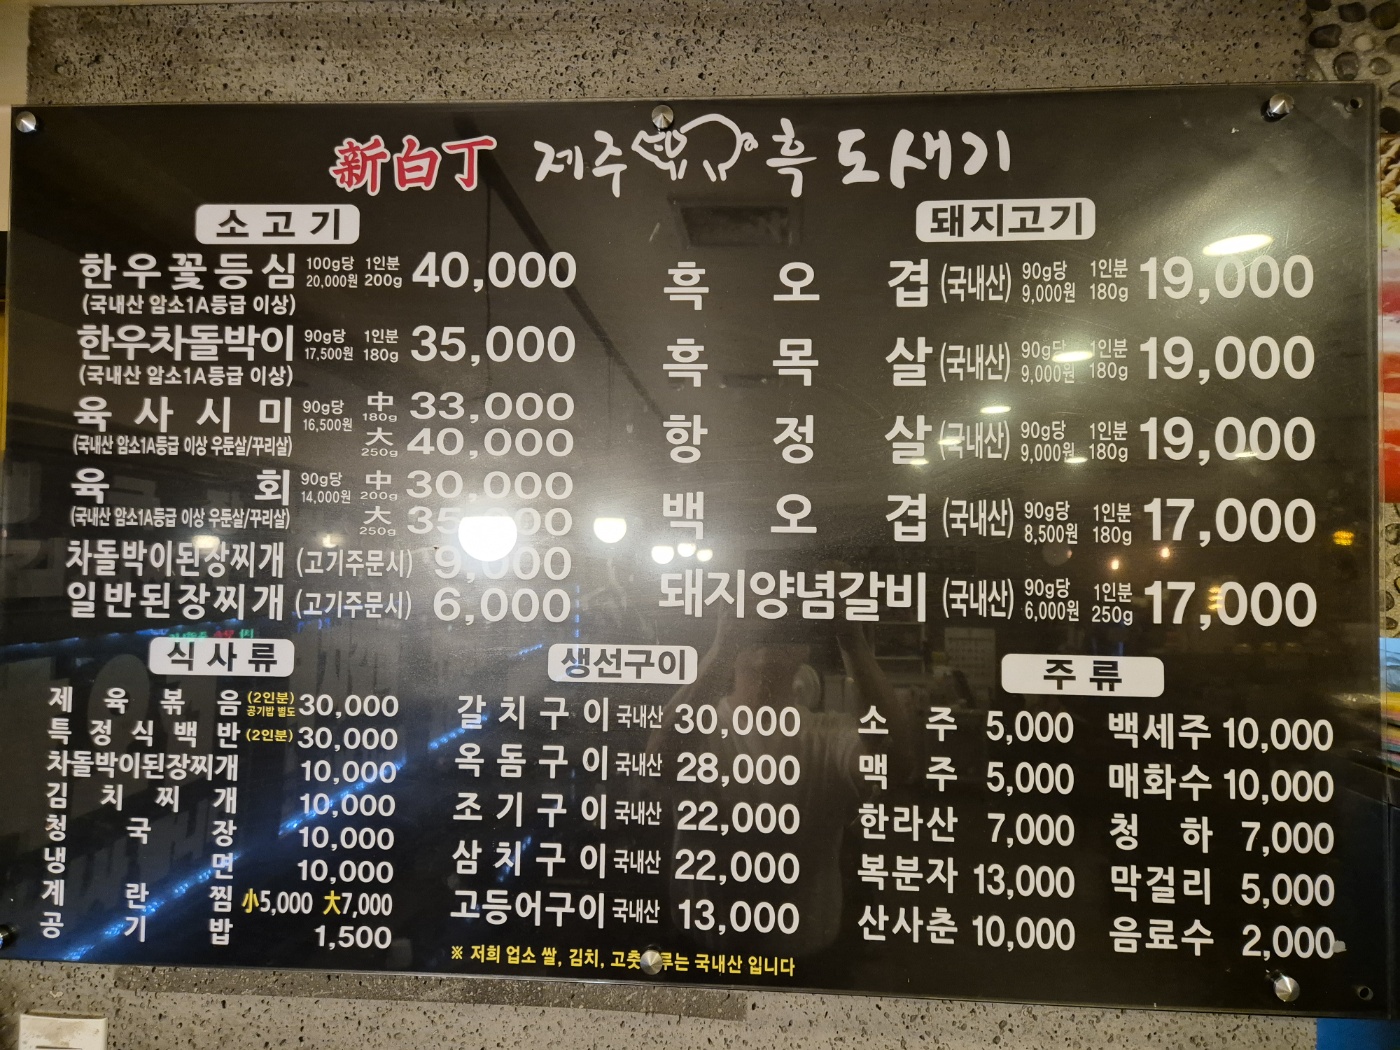 新白丁 제주 흑도새기
소고기
한우꽃등심 100g당 20,000원 1인분 200g 40,000
(국내산 암소1A등급 이상)
한우차돌박이 90g당 17,500원 1인분 180g 35,000
(국내산 암소1A등급 이상)
육사시미 90g당 16,500원 中 180g 33,000
(국내산 암소1A등급 이상 우둔살/꾸리살) 大 250g 40,000
육회 90g당 14,000원 中 200g 30,000
(국내산 암소1A등급 이상 우둔살/꾸리살) 大 250g 35,000
차돌박이된장찌개 (고기주문시) 9,000
일반된장찌개 (고기주문시) 6,000
돼지고기
흑오겹 (국내산) 90g당 9,000원 1인분 180g 19,000
흑목살 (국내산) 90g당 9,000원 1인분 180g 19,000
항정살 (국내산) 90g당 9,000원 1인분 180g 19,000
백오겹 (국내산) 90g당 8,500원 1인분 180g 17,000
돼지양념갈비 (국내산) 90g당 6,000원 1인분 250g 17,000
식사류
제육볶음 (2인분) 공기밥 별도 30,000
특정식백반 (2인분) 30,000
차돌박이된장찌개 10,000
김치찌개 10,000
청국장 10,000
냉면 10,000
계란찜 小5,000 大7,000
공기밥 1,500
생선구이
갈치구이 국내산 30,000
옥돔구이 국내산 28,000
조기구이 국내산 22,000
삼치구이 국내산 22,000
고등어구이 국내산 13,000
※ 저희 업소 쌀, 김치, 고춧가루는 국내산 입니다
주류
소주 5,000 백세주 10,000
맥주 5,000 매화수 10,000
한라산 7,000 청하 7,000
복분자 13,000 막걸리 5,000
산사춘 10,000 음료수 2,000